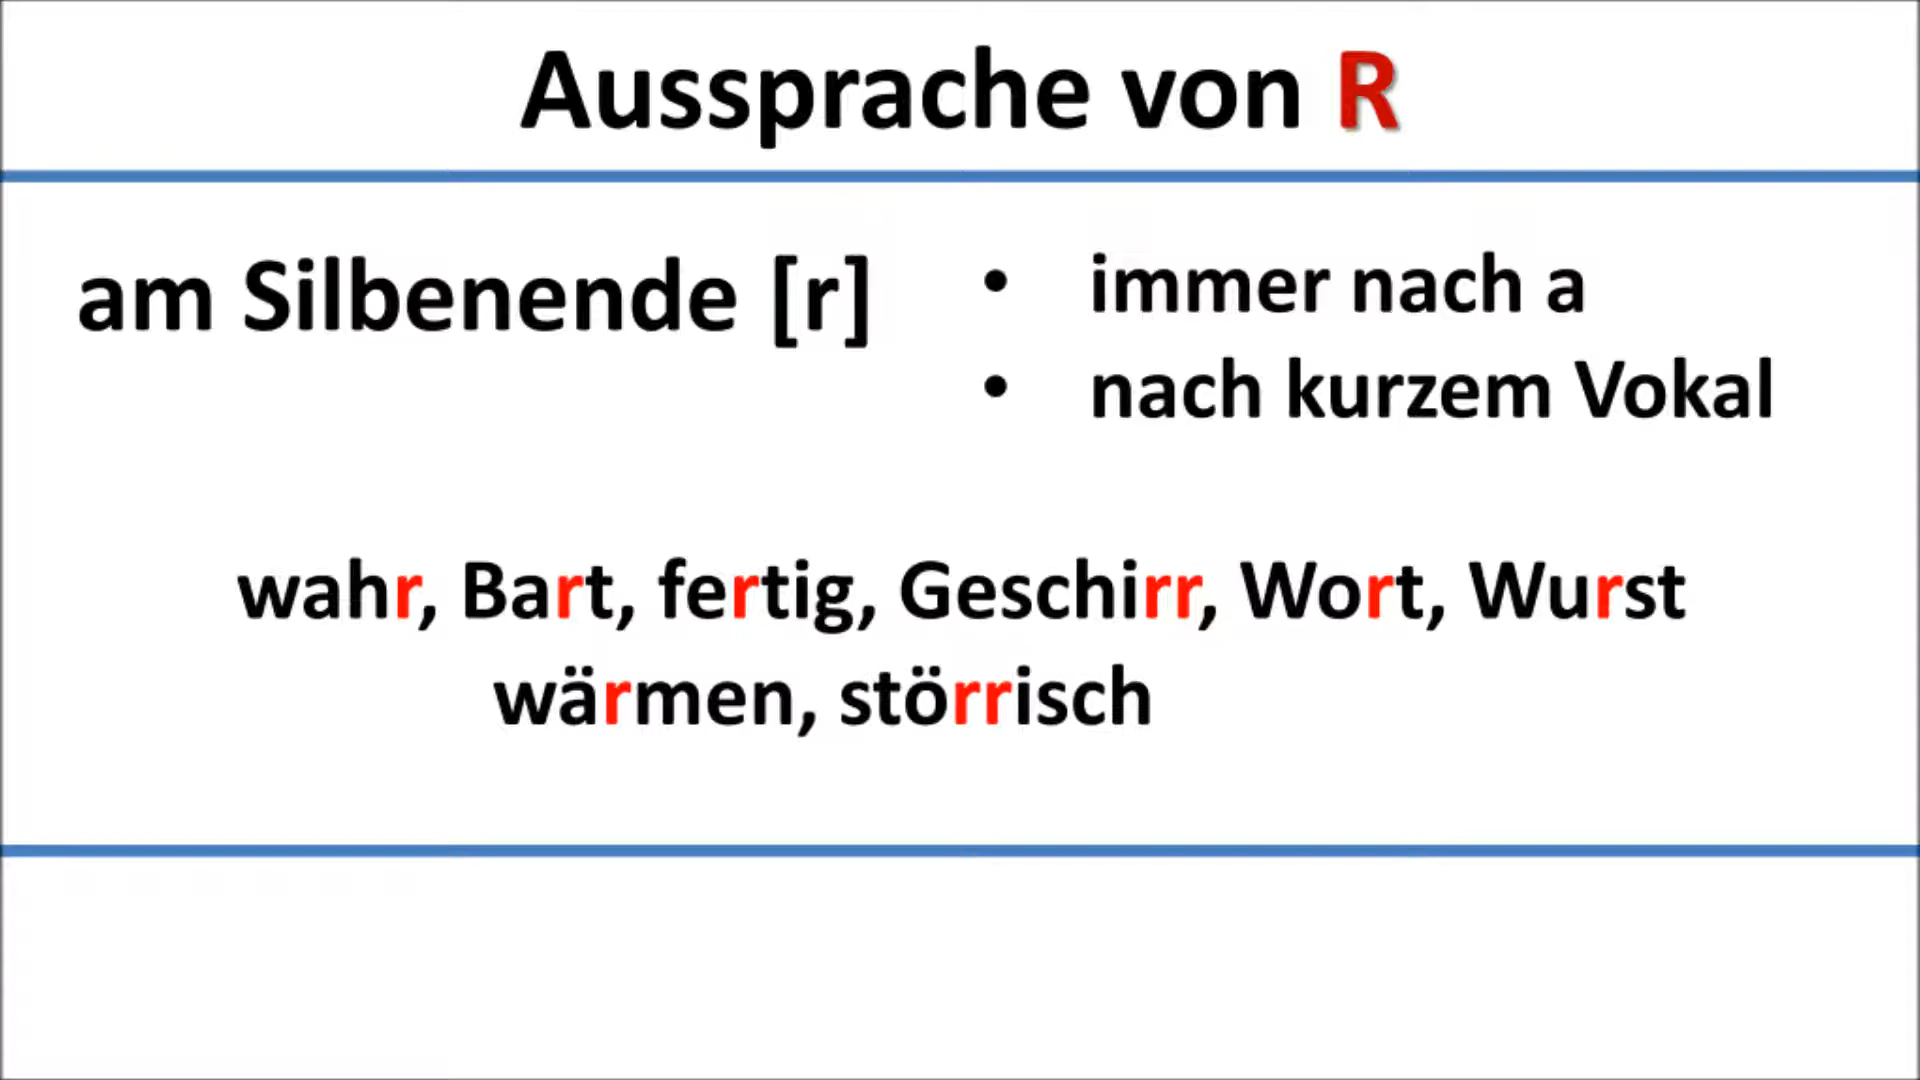 Aussprache von R
am Silbenende [r]
• immer nach a
• nach kurzem Vokal
wahr, Bart, fertig, Geschirr, Wort, Wurst
wärmen, störrisch